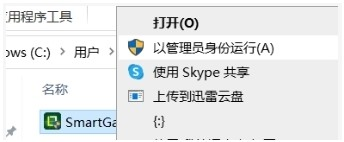 用程序工具
打开(O)
以管理员身份运行(A)
ows (C:) › 用户 ›
使用 Skype 共享
名称
上传到迅雷云盘
{:}
SmartGa